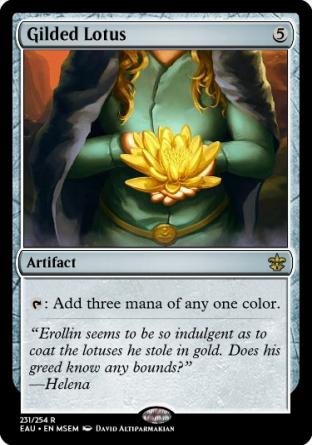 Gilded Lotus 5
Artifact
: Add three mana of any one color.
“Erollin seems to be so indulgent as to
coat the lotuses he stole in gold. Does his
greed know any bounds?”
—Helena
231/254 R
EAU • EN MSEM David Altiparmakian